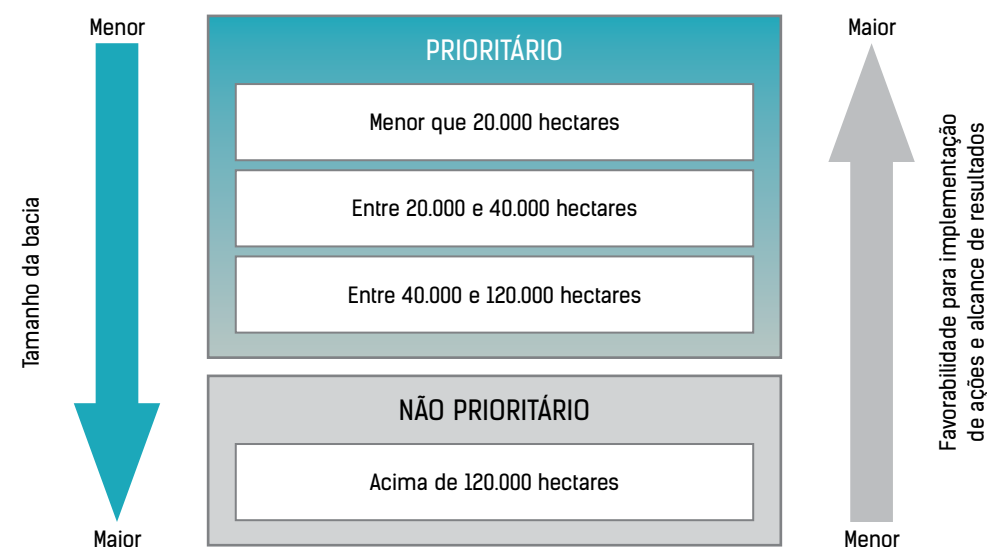 Menor
Tamanho da bacia
Maior
PRIORITÁRIO
Menor que 20.000 hectares
Entre 20.000 e 40.000 hectares
Entre 40.000 e 120.000 hectares
NÃO PRIORITÁRIO
Acima de 120.000 hectares
Maior
Favorabilidade para implementação
de ações e alcance de resultados
Menor